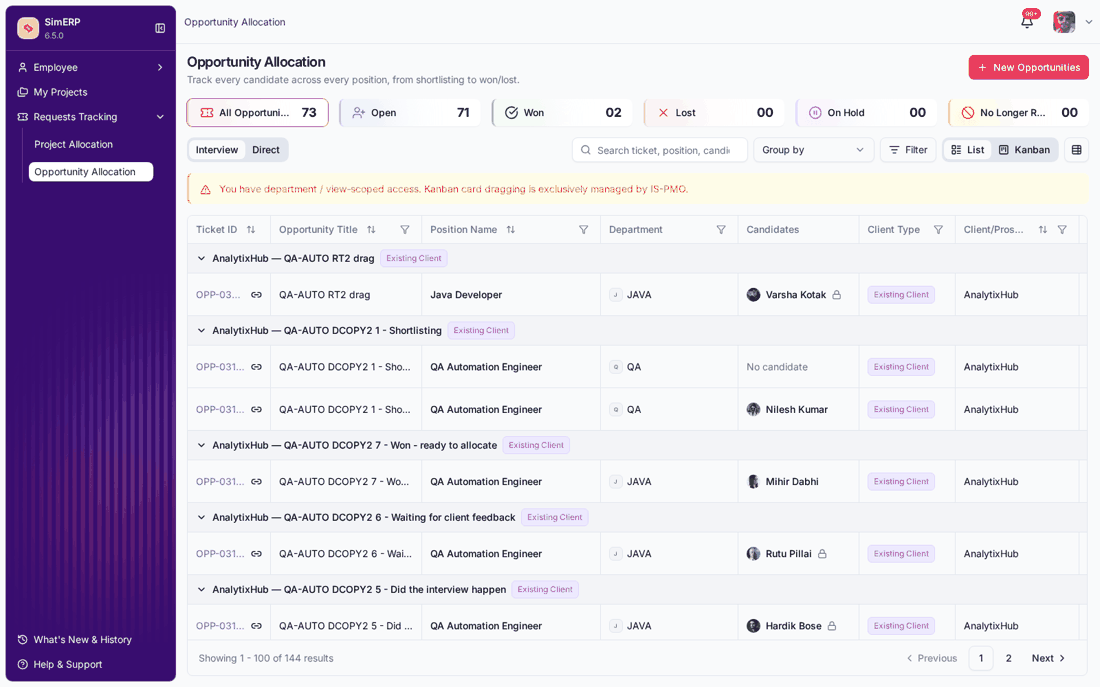 SimERP
6.5.0
Employee
My Projects
Requests Tracking
Project Allocation
Opportunity Allocation
What's New & History
Help & Support
Opportunity Allocation
99+
Opportunity Allocation
Track every candidate across every position, from shortlisting to won/lost.
+ New Opportunities
All Opportuni... 73
Open 71
Won 02
Lost 00
On Hold 00
No Longer R... 00
Interview Direct
Search ticket, position, candi
Group by
Filter
List
Kanban
You have department / view-scoped access. Kanban card dragging is exclusively managed by IS-PMO.
Ticket ID Opportunity Title Position Name Department Candidates Client Type Client/Pros...
AnalytixHub — QA-AUTO RT2 drag Existing Client
OPP-03... QA-AUTO RT2 drag Java Developer J JAVA Varsha Kotak Existing Client AnalytixHub
AnalytixHub — QA-AUTO DCOPY2 1 - Shortlisting Existing Client
OPP-031... QA-AUTO DCOPY2 1 - Sho... QA Automation Engineer Q QA No candidate Existing Client AnalytixHub
OPP-031... QA-AUTO DCOPY2 1 - Sho... QA Automation Engineer Q QA Nilesh Kumar Existing Client AnalytixHub
AnalytixHub — QA-AUTO DCOPY2 7 - Won - ready to allocate Existing Client
OPP-031... QA-AUTO DCOPY2 7 - Wo... QA Automation Engineer J JAVA Mihir Dabhi Existing Client AnalytixHub
AnalytixHub — QA-AUTO DCOPY2 6 - Waiting for client feedback Existing Client
OPP-031... QA-AUTO DCOPY2 6 - Wai... QA Automation Engineer J JAVA Rutu Pillai Existing Client AnalytixHub
AnalytixHub — QA-AUTO DCOPY2 5 - Did the interview happen Existing Client
OPP-031... QA-AUTO DCOPY2 5 - Did ... QA Automation Engineer J JAVA Hardik Bose Existing Client AnalytixHub
Showing 1 - 100 of 144 results
Previous 1 2 Next